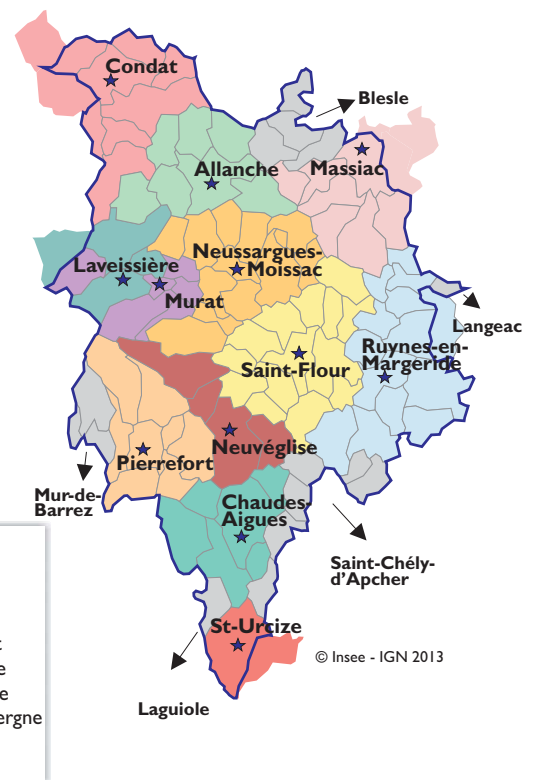 Condat
Blesle
Allanche
Massiac
Neussargues-
Moissac
Laveissière
Murat
Langeac
Ruynes-en-
Margeride
Saint-Flour
Neuvéglise
Pierrefort
Mur-de-
Barrez
Chaudes-
Aigues
Saint-Chély-
d'Apcher
St-Urcize
© Insee - IGN 2013
Laguiole
ergne